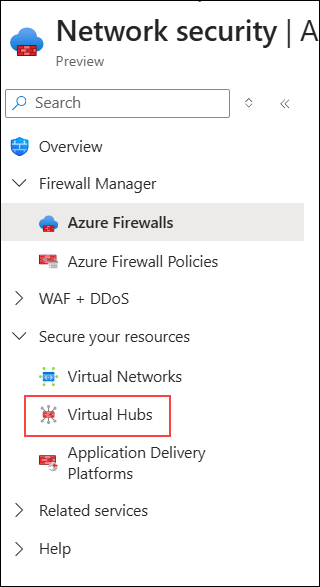 Network security | A
Preview
Search
Overview
Firewall Manager
Azure Firewalls
Azure Firewall Policies
WAF + DDoS
Secure your resources
Virtual Networks
Virtual Hubs
Application Delivery
Platforms
Related services
Help